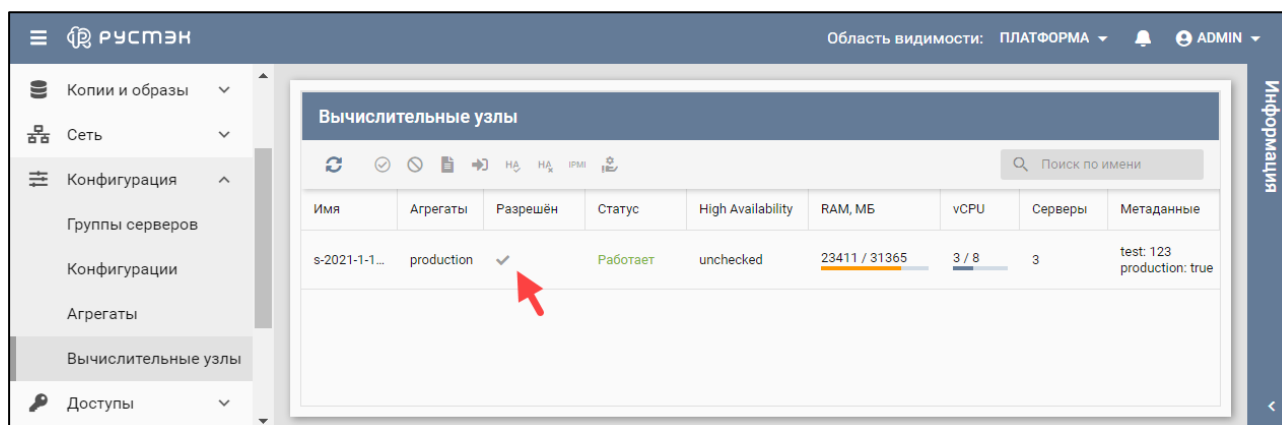 РУСТЭК
Область видимости: ПЛАТФОРМА
ADMIN
Копии и образы
Сеть
Конфигурация
Группы серверов
Конфигурации
Агрегаты
Вычислительные узлы
Доступы
Вычислительные узлы
HA HA IPMI
Поиск по имени
Имя Агрегаты Разрешён Статус High Availability RAM, МБ vCPU Серверы Метаданные
s-2021-1-1... production Работает unchecked 23411 / 31365 3 / 8 3 test: 123
production: true
Информация